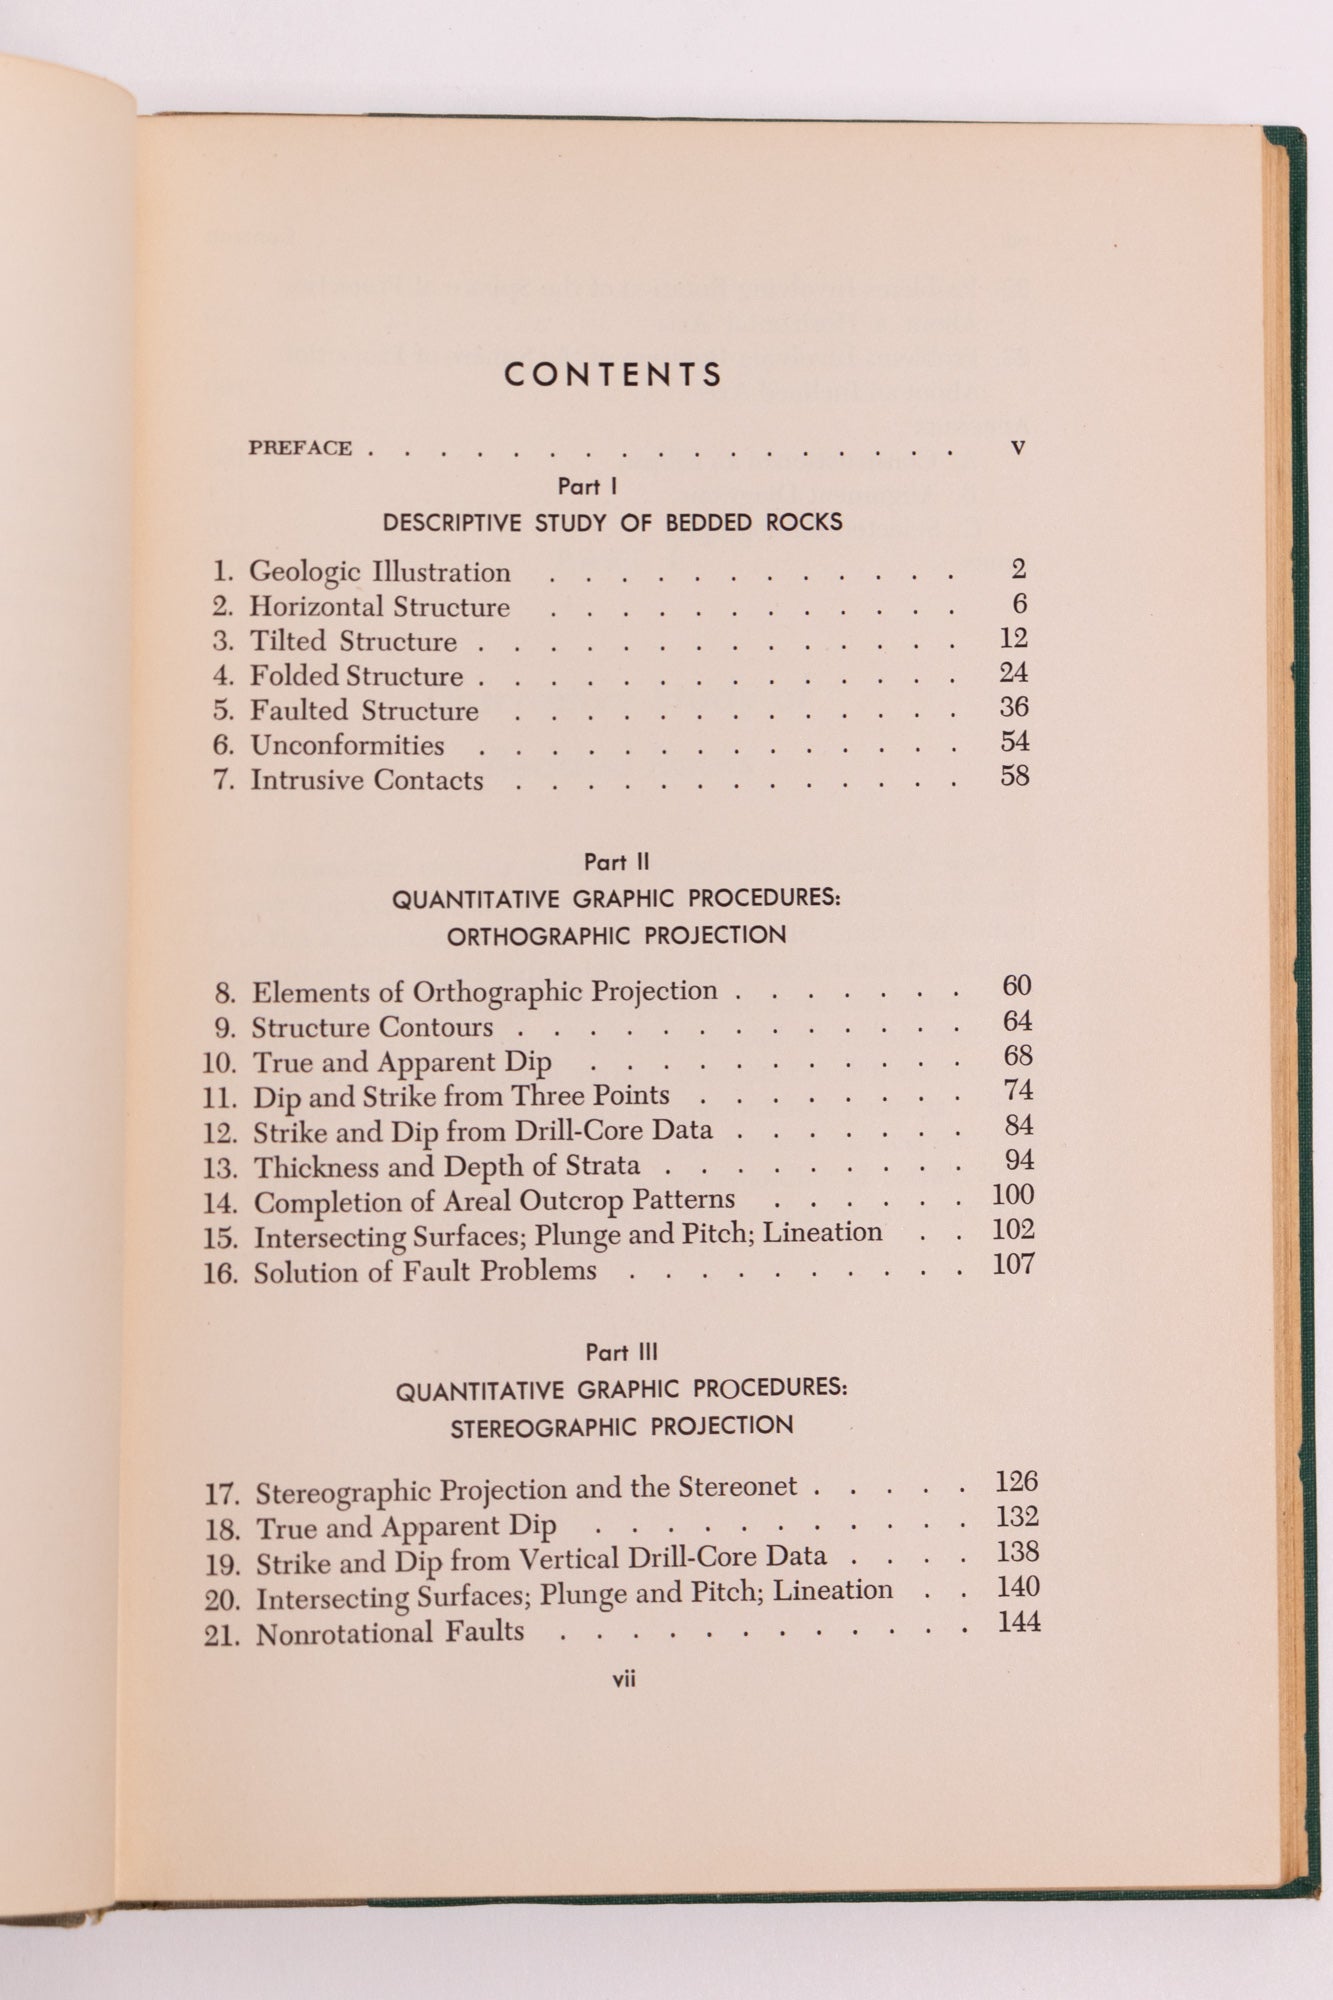 CONTENTS
PREFACE . . . . . . . . . . . . . . . . . v
Part I
DESCRIPTIVE STUDY OF BEDDED ROCKS
1. Geologic Illustration . . . . . . . . . . . . 2
2. Horizontal Structure . . . . . . . . . . . . 6
3. Tilted Structure . . . . . . . . . . . . . . 12
4. Folded Structure . . . . . . . . . . . . . . 24
5. Faulted Structure . . . . . . . . . . . . . 36
6. Unconformities . . . . . . . . . . . . . . 54
7. Intrusive Contacts . . . . . . . . . . . . . 58
Part II
QUANTITATIVE GRAPHIC PROCEDURES:
ORTHOGRAPHIC PROJECTION
8. Elements of Orthographic Projection . . . . . . . 60
9. Structure Contours . . . . . . . . . . . . . 64
10. True and Apparent Dip . . . . . . . . . . . 68
11. Dip and Strike from Three Points . . . . . . . . 74
12. Strike and Dip from Drill-Core Data . . . . . . . 84
13. Thickness and Depth of Strata . . . . . . . . . 94
14. Completion of Areal Outcrop Patterns . . . . . . 100
15. Intersecting Surfaces; Plunge and Pitch; Lineation . . 102
16. Solution of Fault Problems . . . . . . . . . . 107
Part III
QUANTITATIVE GRAPHIC PROCEDURES:
STEREOGRAPHIC PROJECTION
17. Stereographic Projection and the Stereonet . . . . . 126
18. True and Apparent Dip . . . . . . . . . . . 132
19. Strike and Dip from Vertical Drill-Core Data . . . . 138
20. Intersecting Surfaces; Plunge and Pitch; Lineation . . 140
21. Nonrotational Faults . . . . . . . . . . . . 144
vii